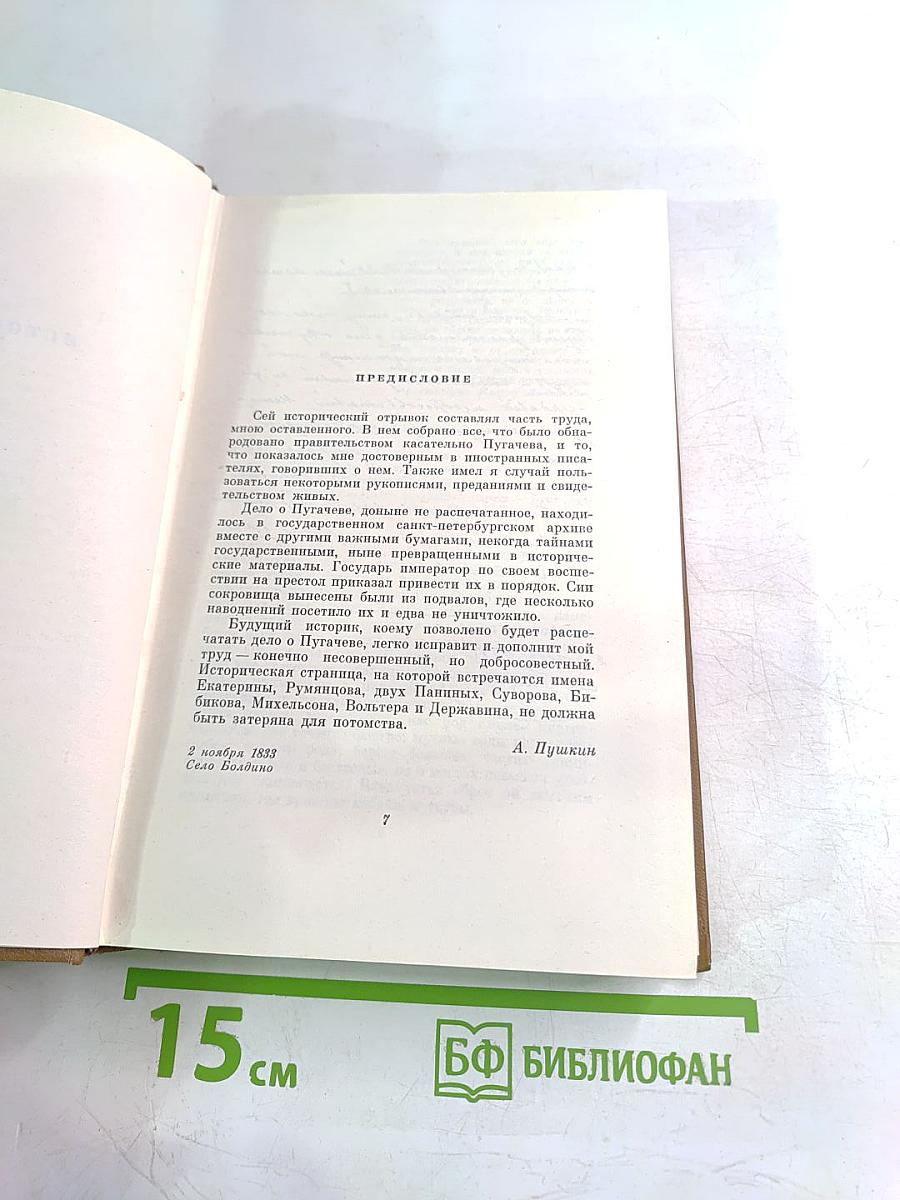 ПРЕДИСЛОВИЕ
Сей исторический отрывок составлял часть труда,
мною оставленного. В нем собрано все, что было обна-
родовано правительством касательно Пугачева, и то,
что показалось мне достоверным в иностранных писа-
телях, говоривших о нем. Также имел я случай поль-
зоваться некоторыми рукописями, преданиями и свиде-
тельством живых.
Дело о Пугачеве, доныне не распечатанное, находи-
лось в государственном санкт-петербургском архиве
вместе с другими важными бумагами, некогда тайнами
государственными, ныне превращенными в историче-
ские материалы. Государь император по своем восше-
ствии на престол приказал привести их в порядок. Сии
сокровища вынесены были из подвалов, где несколько
наводнений посетило их и едва не уничтожило.
Будущий историк, коему позволено будет распе-
чатать дело о Пугачеве, легко исправит и дополнит мой
труд — конечно несовершенный, но добросовестный.
Историческая страница, на которой встречаются имена
Екатерины, Румянцова, двух Паниных, Суворова, Би-
бикова, Михельсона, Вольтера и Державина, не должна
быть затеряна для потомства.
А. Пушкин
2 ноября 1833
Село Болдино
7
15 см
БФ БИБЛИОФАН